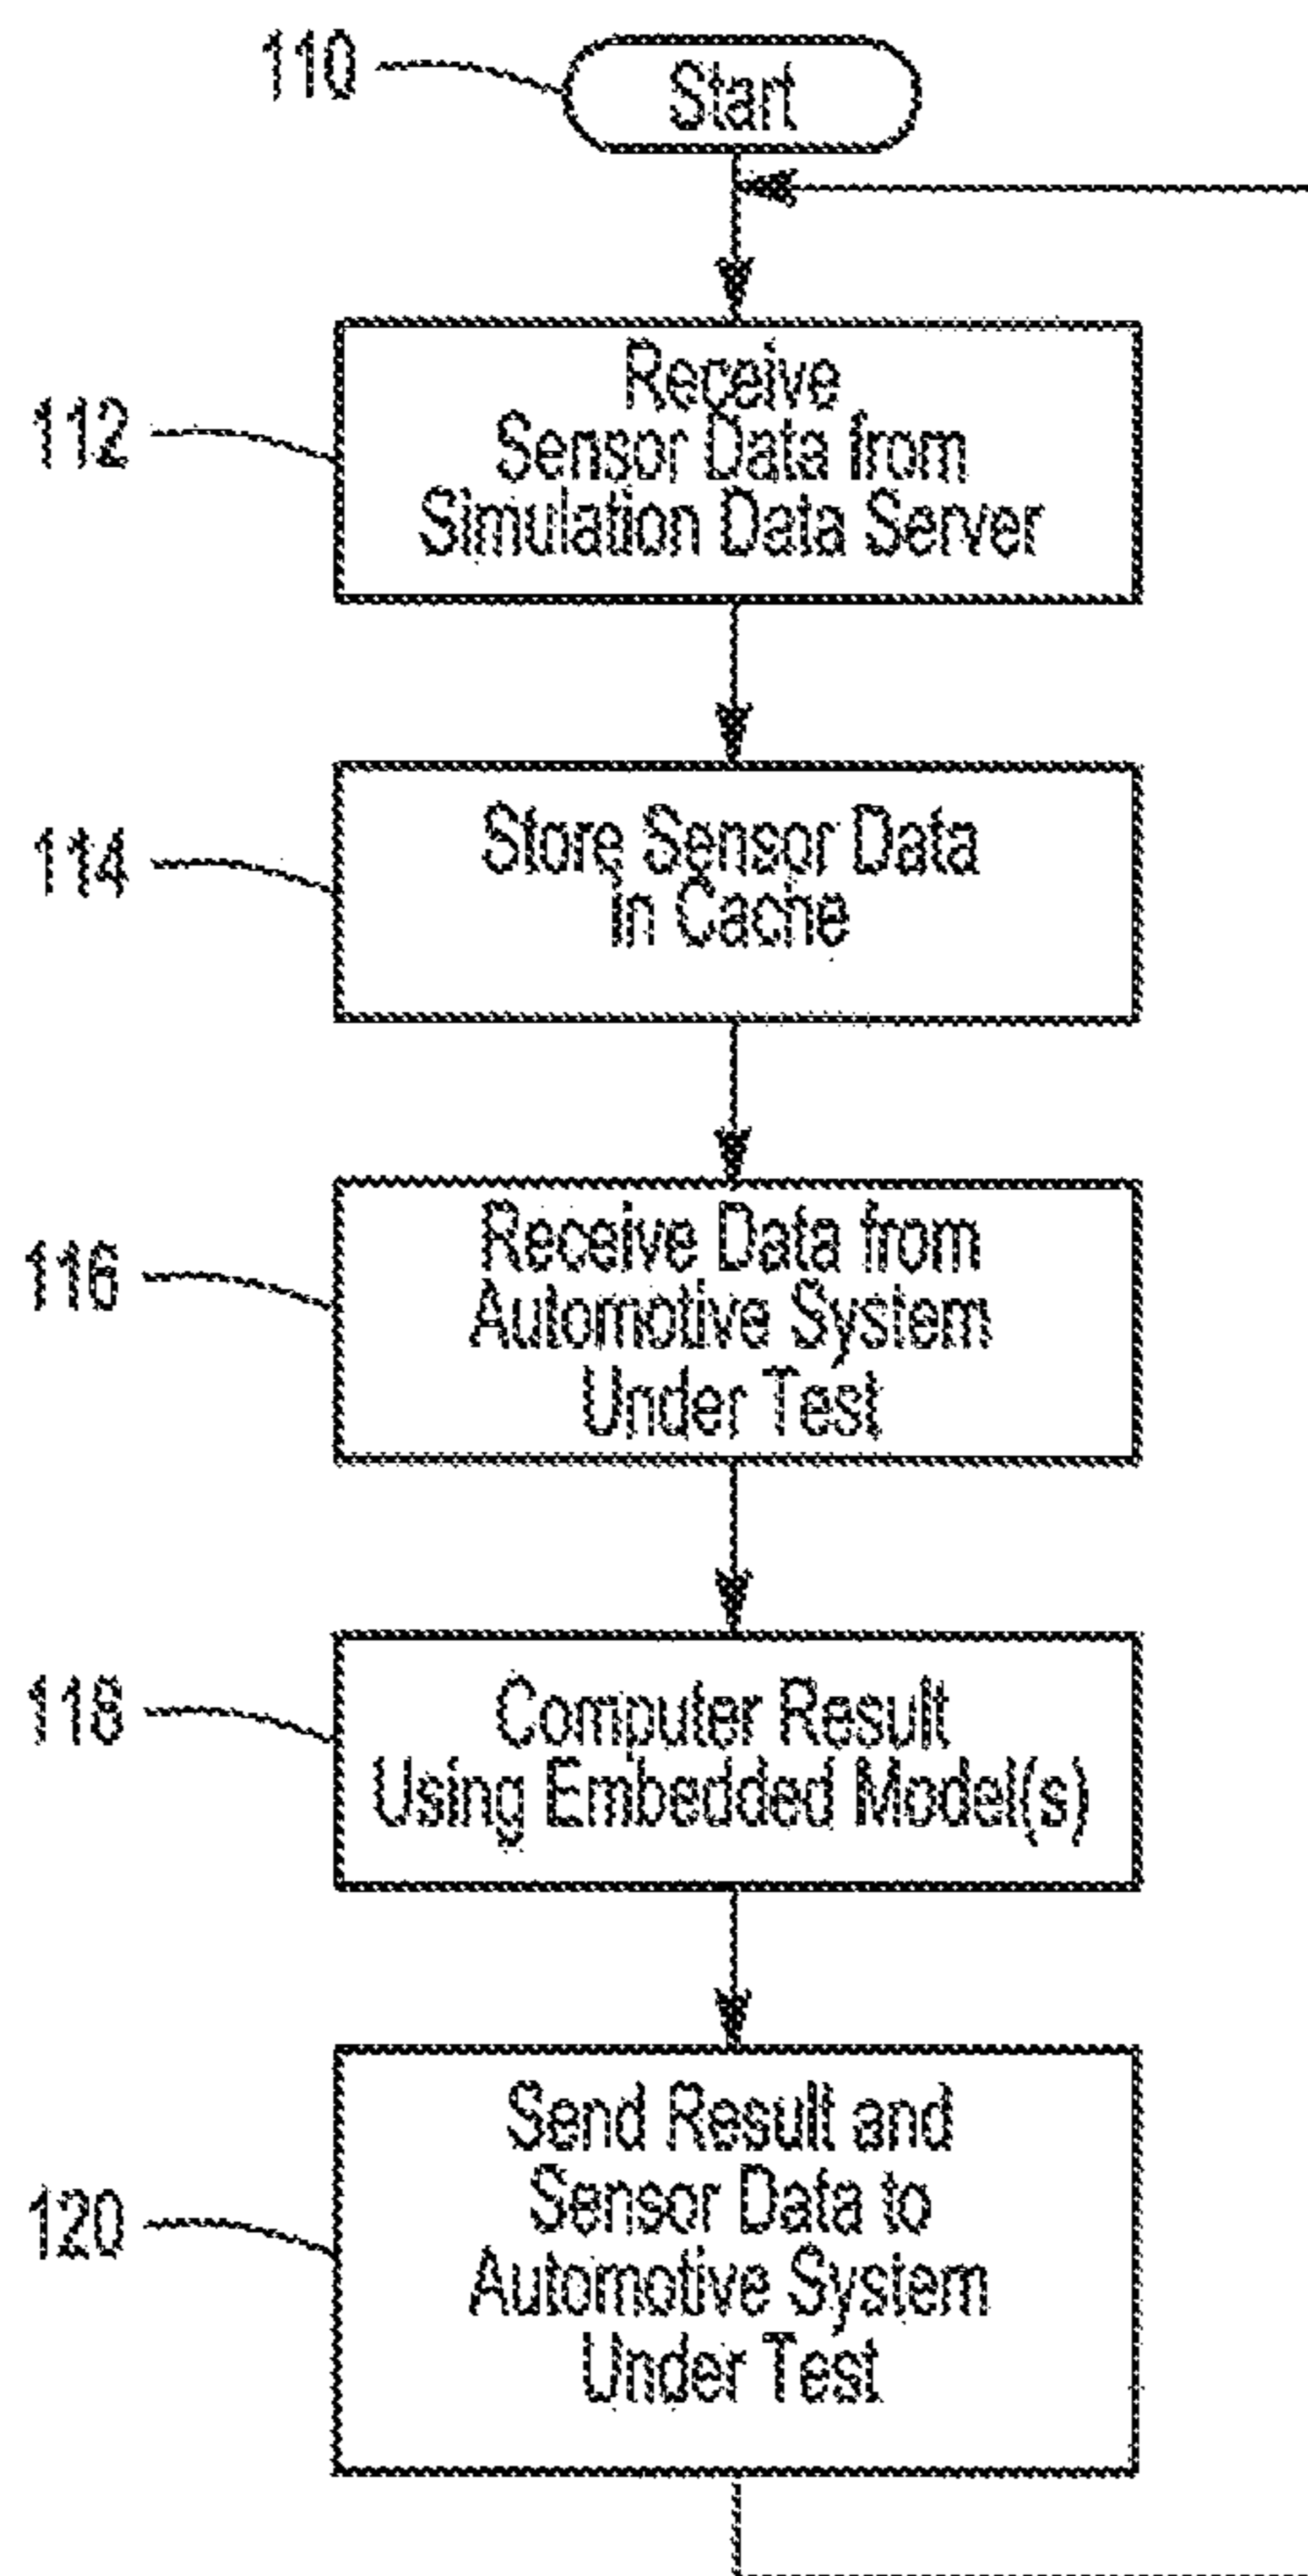 110
Start
112
Receive
Sensor Data from
Simulation Data Server
114
Store Sensor Data
in Cache
116
Receive Data from
Automotive System
Under Test
118
Computer Result
Using Embedded Model(s)
120
Send Result and
Sensor Data to
Automotive System
Under Test